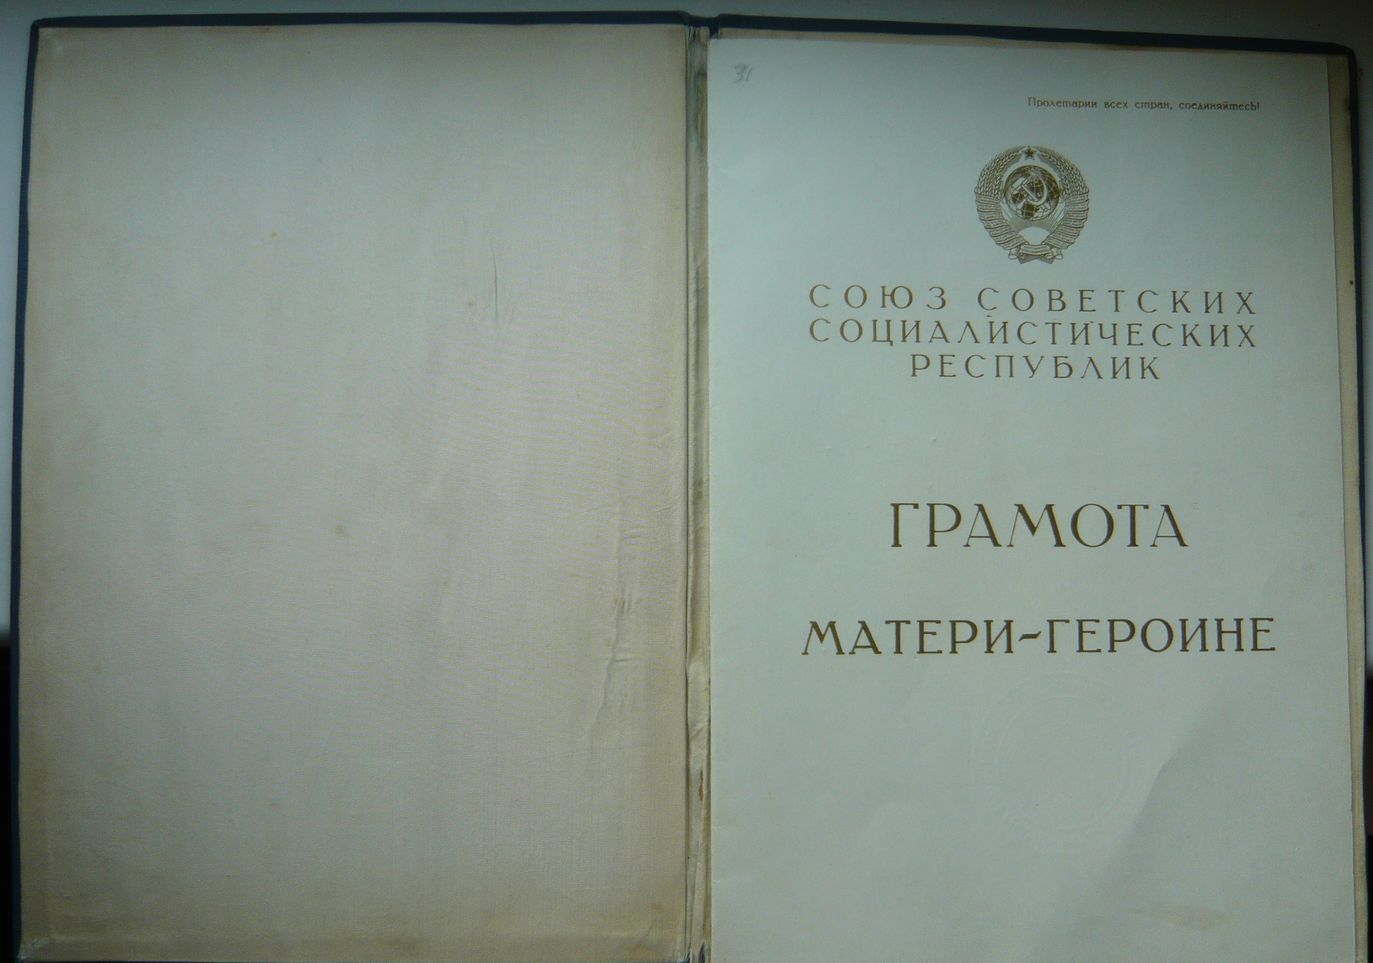 31
Пролетарии всех стран, соединяйтесь!
СОЮЗ СОВЕТСКИХ
СОЦИАЛИСТИЧЕСКИХ
РЕСПУБЛИК
ГРАМОТА
МАТЕРИ-ГЕРОИНЕ